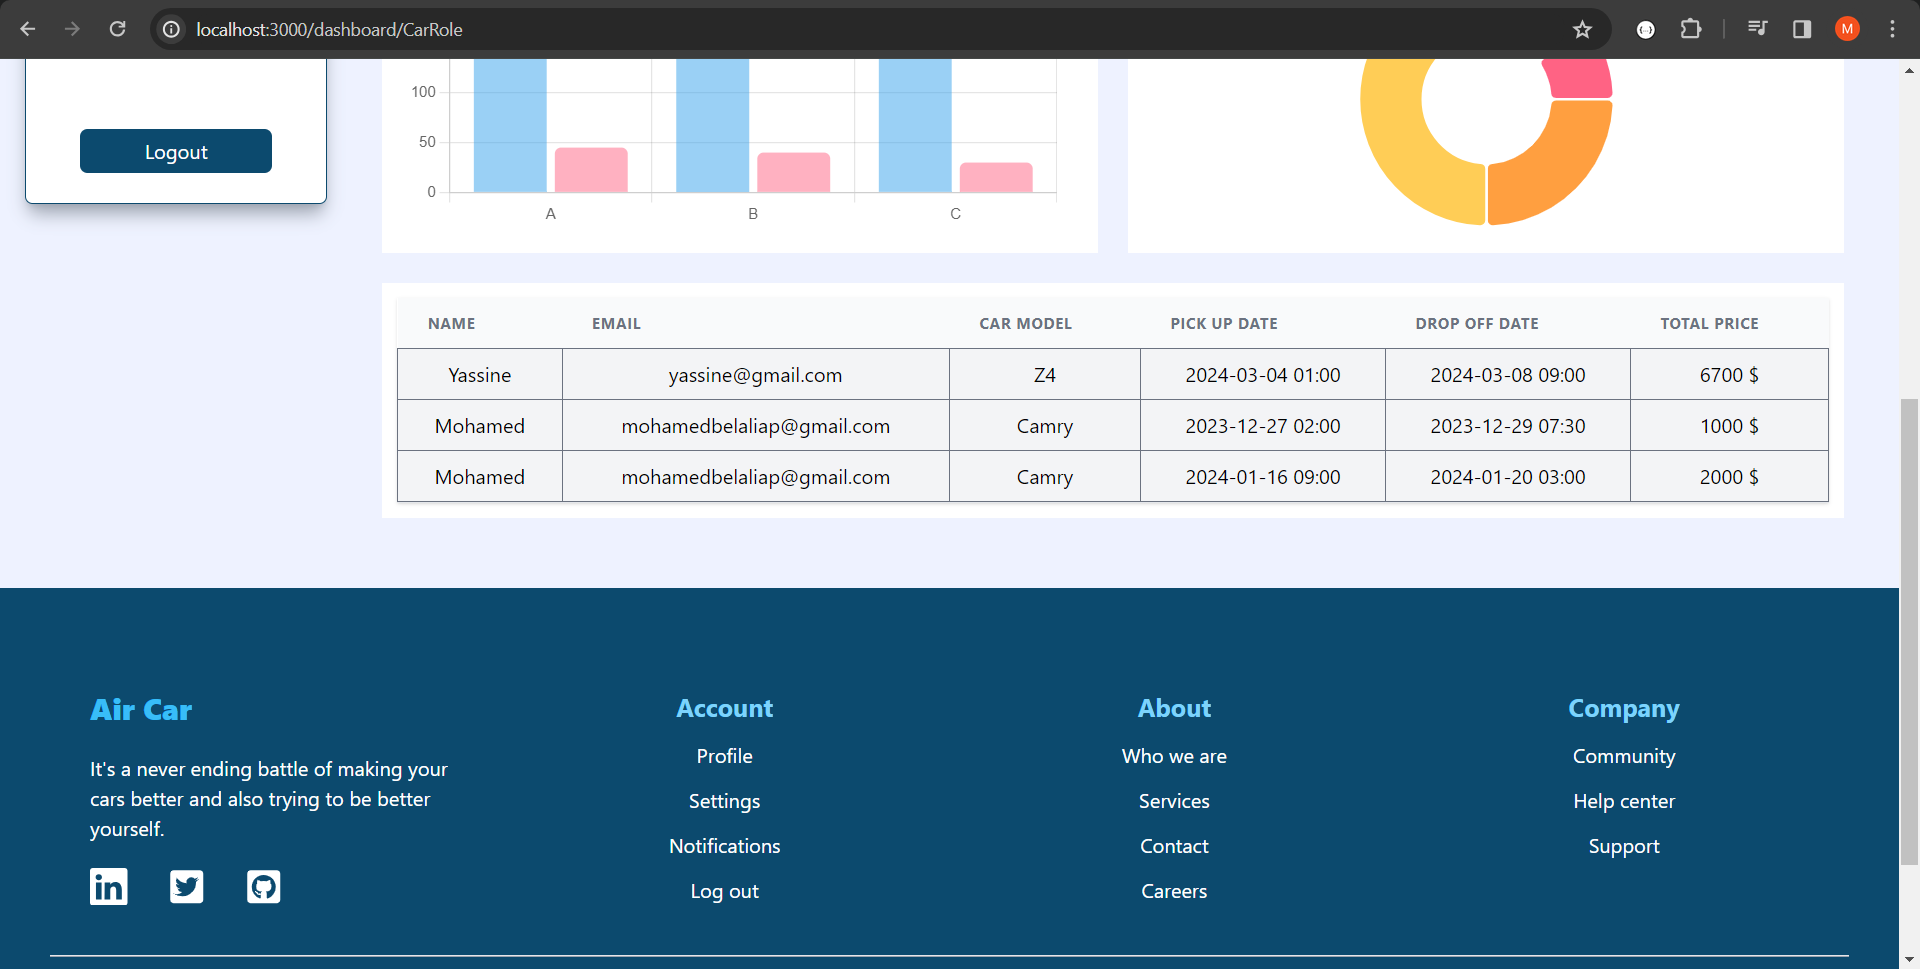 localhost:3000/dashboard/CarRole
M
Logout
100
50
0
A B C
NAME EMAIL CAR MODEL PICK UP DATE DROP OFF DATE TOTAL PRICE
Yassine yassine@gmail.com Z4 2024-03-04 01:00 2024-03-08 09:00 6700 $
Mohamed mohamedbelaliap@gmail.com Camry 2023-12-27 02:00 2023-12-29 07:30 1000 $
Mohamed mohamedbelaliap@gmail.com Camry 2024-01-16 09:00 2024-01-20 03:00 2000 $
Air Car
It's a never ending battle of making your
cars better and also trying to be better
yourself.
in
Account
Profile
Settings
Notifications
Log out
About
Who we are
Services
Contact
Careers
Company
Community
Help center
Support